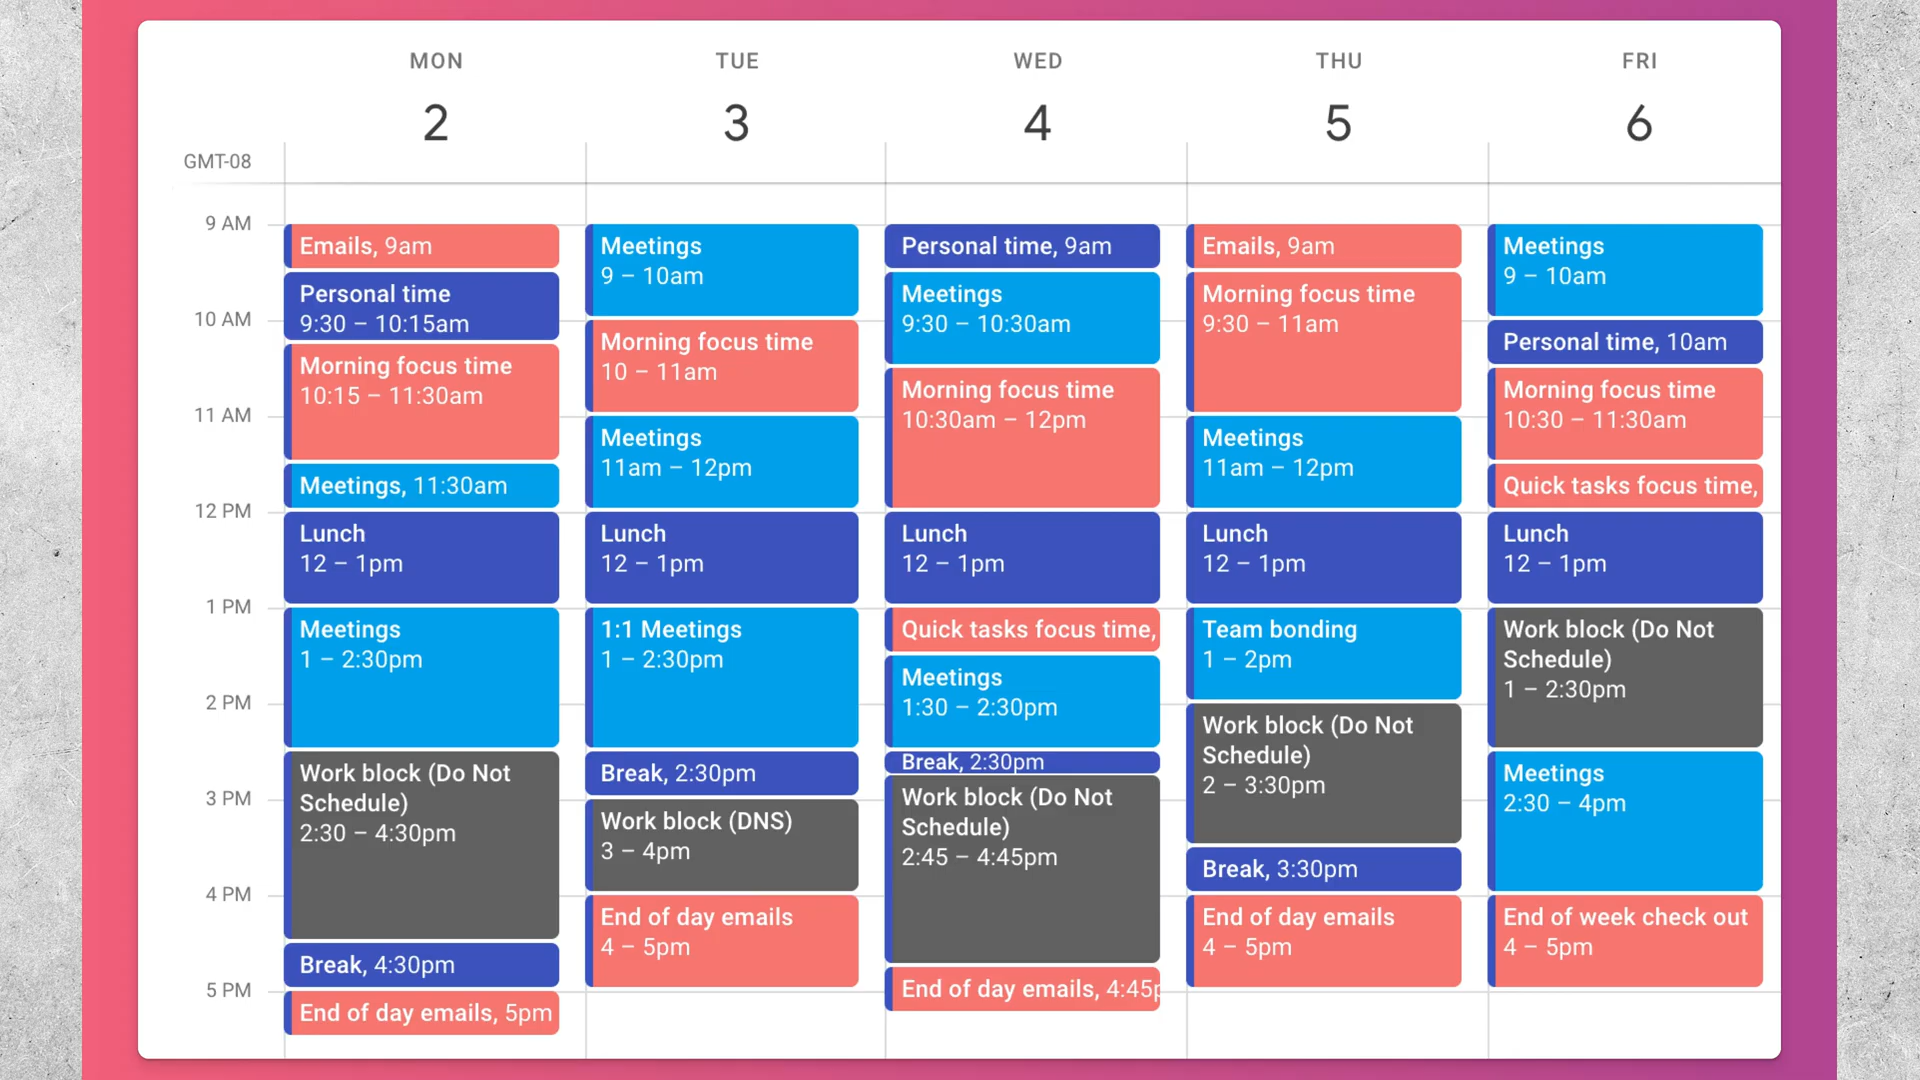 MON
TUE
WED
THU
FRI
2
3
4
5
6
GMT-08
9 AM
10 AM
11 AM
12 PM
1 PM
2 PM
3 PM
4 PM
5 PM
Emails, 9am
Personal time
9:30 – 10:15am
Morning focus time
10:15 – 11:30am
Meetings, 11:30am
Lunch
12 – 1pm
Meetings
1 – 2:30pm
Work block (Do Not
Schedule)
2:30 – 4:30pm
Break, 4:30pm
End of day emails, 5pm
Meetings
9 – 10am
Morning focus time
10 – 11am
Meetings
11am – 12pm
Lunch
12 – 1pm
1:1 Meetings
1 – 2:30pm
Break, 2:30pm
Work block (DNS)
3 – 4pm
End of day emails
4 – 5pm
Personal time, 9am
Meetings
9:30 – 10:30am
Morning focus time
10:30am – 12pm
Lunch
12 – 1pm
Quick tasks focus time,
Meetings
1:30 – 2:30pm
Break, 2:30pm
Work block (Do Not
Schedule)
2:45 – 4:45pm
End of day emails, 4:45p
Emails, 9am
Morning focus time
9:30 – 11am
Meetings
11am – 12pm
Lunch
12 – 1pm
Team bonding
1 – 2pm
Work block (Do Not
Schedule)
2 – 3:30pm
Break, 3:30pm
End of day emails
4 – 5pm
Meetings
9 – 10am
Personal time, 10am
Morning focus time
10:30 – 11:30am
Quick tasks focus time,
Lunch
12 – 1pm
Work block (Do Not
Schedule)
1 – 2:30pm
Meetings
2:30 – 4pm
End of week check out
4 – 5pm